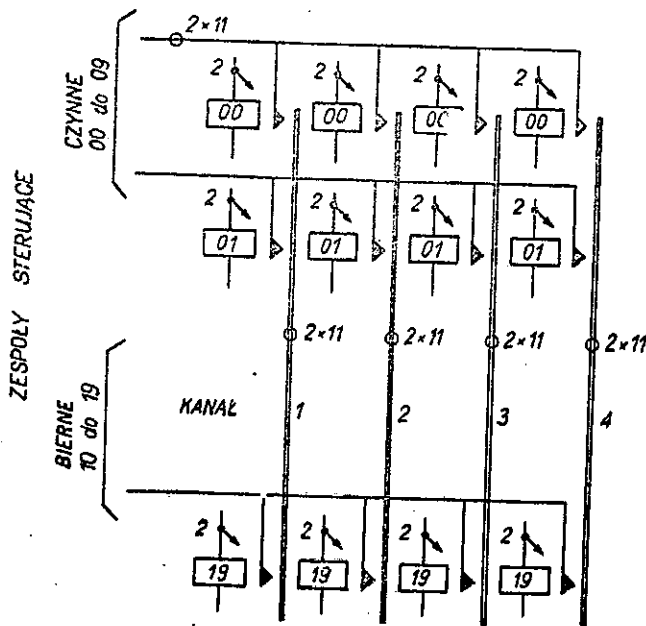 2×11
ZESPOŁY STERUJĄCE
CZYNNE
00 do 09
2 2 2 2
00 00 00 00
2 2 2 2
01 01 01 01
2×11 2×11 2×11 2×11
BIERNE
10 do 19
KANAŁ 1 2 3 4
2 2 2 2
19 19 19 19